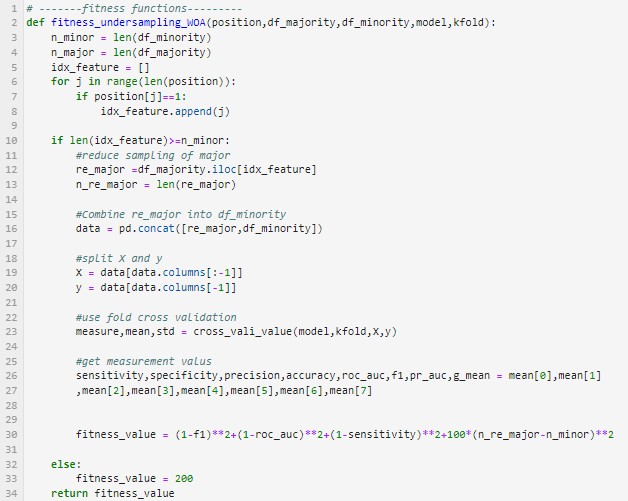 1 # -------fitness functions---------
2 def fitness_undersampling_WOA(position,df_majority,df_minority,model,kfold):
3 n_minor = len(df_minority)
4 n_major = len(df_majority)
5 idx_feature = []
6 for j in range(len(position)):
7 if position[j]==1:
8 idx_feature.append(j)
9
10 if len(idx_feature)>=n_minor:
11 #reduce sampling of major
12 re_major =df_majority.iloc[idx_feature]
13 n_re_major = len(re_major)
14
15 #Combine re_major into df_minority
16 data = pd.concat([re_major,df_minority])
17
18 #split X and y
19 X = data[data.columns[:-1]]
20 y = data[data.columns[-1]]
21
22 #use fold cross validation
23 measure,mean,std = cross_vali_value(model,kfold,X,y)
24
25 #get measurement valus
26 sensitivity,specificity,precision,accuracy,roc_auc,f1,pr_auc,g_mean = mean[0],mean[1]
27 ,mean[2],mean[3],mean[4],mean[5],mean[6],mean[7]
28
29
30 fitness_value = (1-f1)**2+(1-roc_auc)**2+(1-sensitivity)**2+100*(n_re_major-n_minor)**2
31
32 else:
33 fitness_value = 200
34 return fitness_value